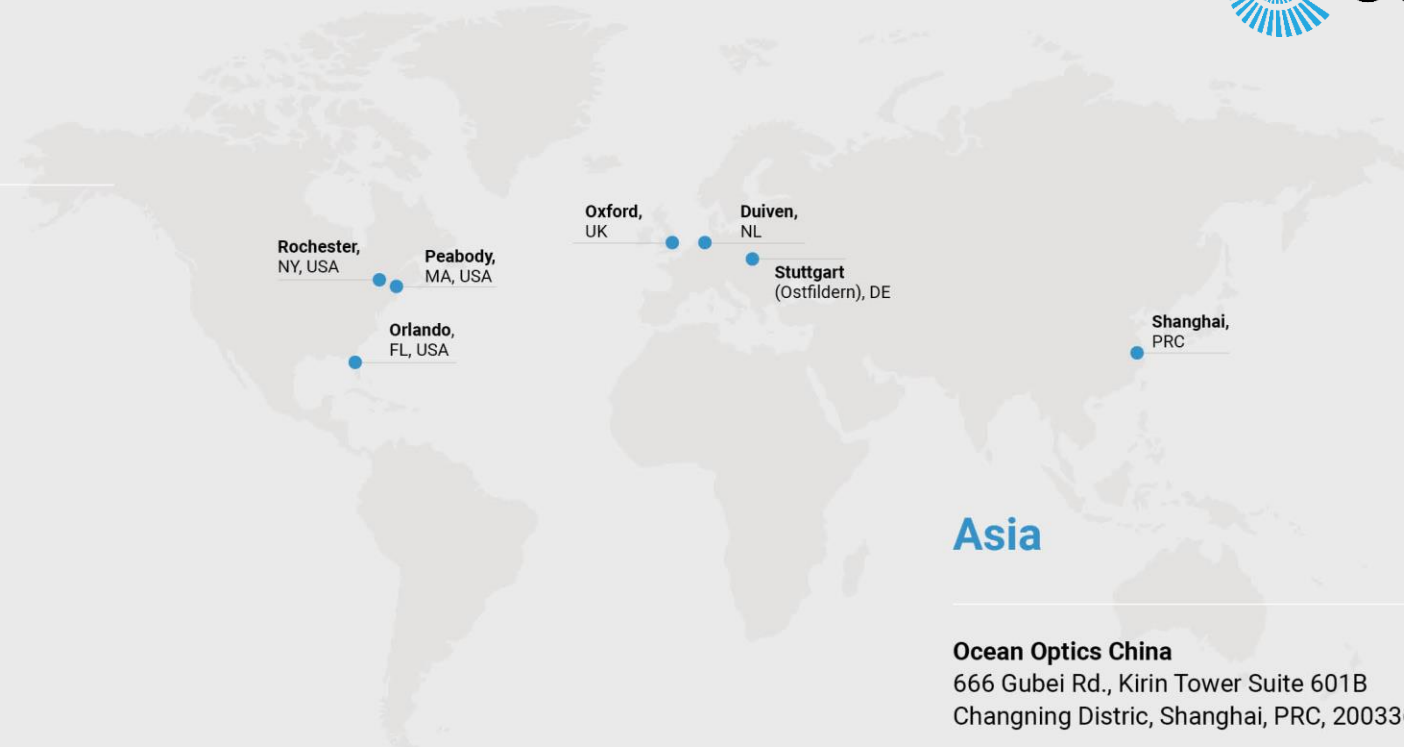 Oxford,
UK
Duiven,
NL
Rochester,
NY, USA
Peabody,
MA, USA
Stuttgart
(Ostfildern), DE
Orlando,
FL, USA
Shanghai,
PRC
Asia
Ocean Optics China
666 Gubei Rd., Kirin Tower Suite 601B
Changning Distric, Shanghai, PRC,